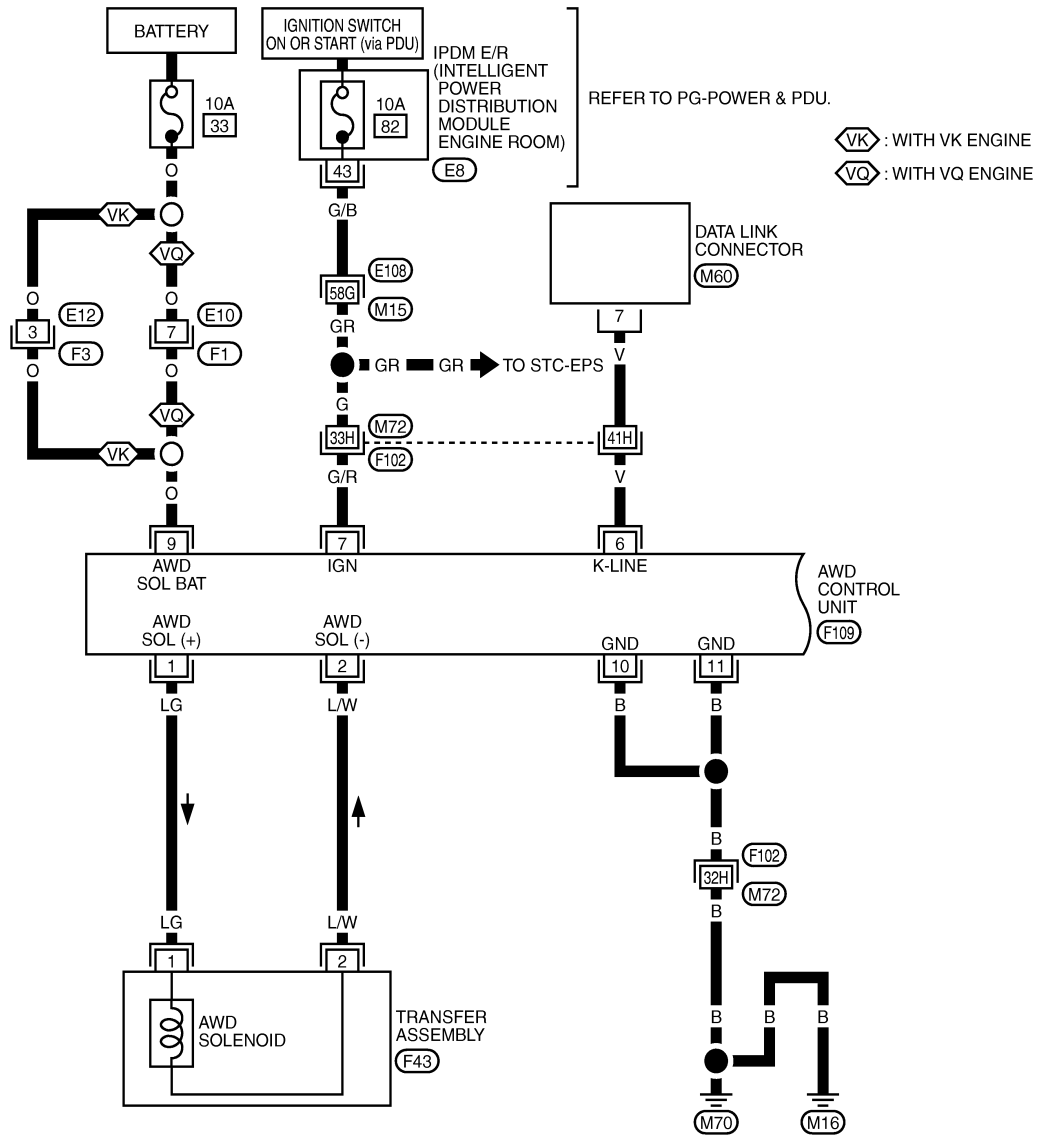 BATTERY
IGNITION SWITCH
ON OR START (via PDU)
IPDM E/R
(INTELLIGENT
POWER
DISTRIBUTION
MODULE
ENGINE ROOM)
E8
REFER TO PG-POWER & PDU.
10A
33
10A
82
43
VK : WITH VK ENGINE
VQ : WITH VQ ENGINE
O
G/B
VK
VQ
DATA LINK
CONNECTOR
M60
E108
58G
M15
O
O
3
E12
F3
7
E10
F1
7
GR
V
O
O
GR
GR
TO STC-EPS
G
VQ
VK
33H
M72
F102
41H
G/R
V
O
9
7
6
AWD
SOL BAT
IGN
K-LINE
AWD
CONTROL
UNIT
F109
AWD
SOL (+)
AWD
SOL (-)
GND
GND
1
2
10
11
LG
L/W
B
B
B
F102
32H
M72
B
LG
L/W
1
2
AWD
SOLENOID
TRANSFER
ASSEMBLY
F43
B
B
B
M70
M16